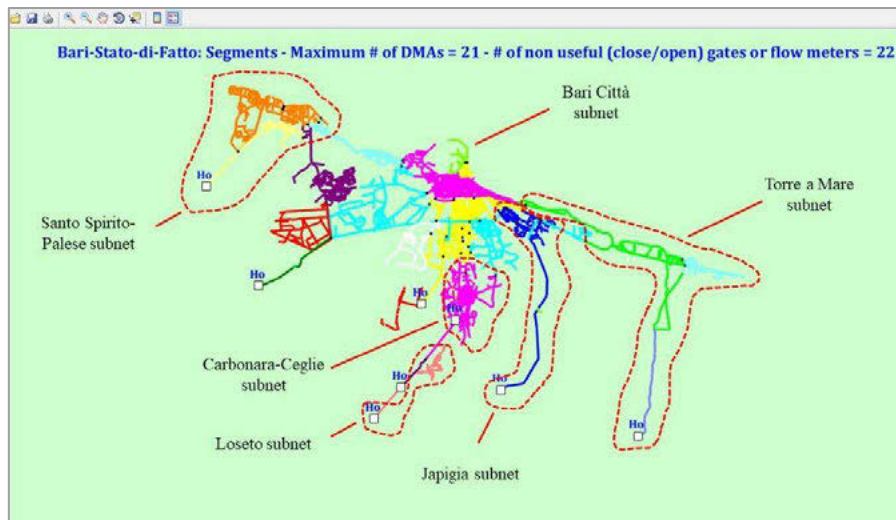 Bari-Stato-di-Fatto: Segments - Maximum # of DMAs = 21 - # of non useful (close/open) gates or flow meters = 22
Bari Città
subnet
Torre a Mare
subnet
Ho
Santo Spirito-
Palese subnet
Ho
Ho
Ho
Carbonara-Ceglie
subnet
Ho
Ho
Ho
Ho
Loseto subnet
Japigia subnet